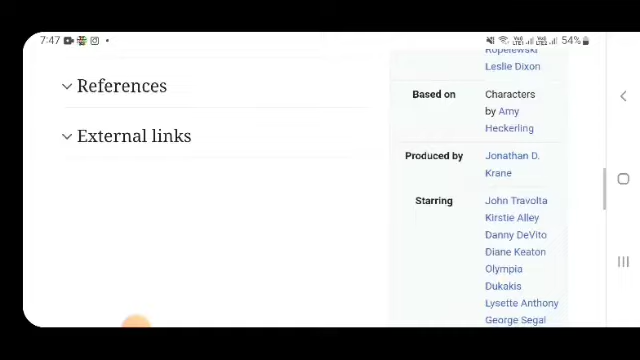 7:47
54%
Ropelewski
Leslie Dixon
References
Based on
Characters
by Amy
Heckerling
External links
Produced by
Jonathan D.
Krane
Starring
John Travolta
Kirstie Alley
Danny DeVito
Diane Keaton
Olympia
Dukakis
Lysette Anthony
George Segal